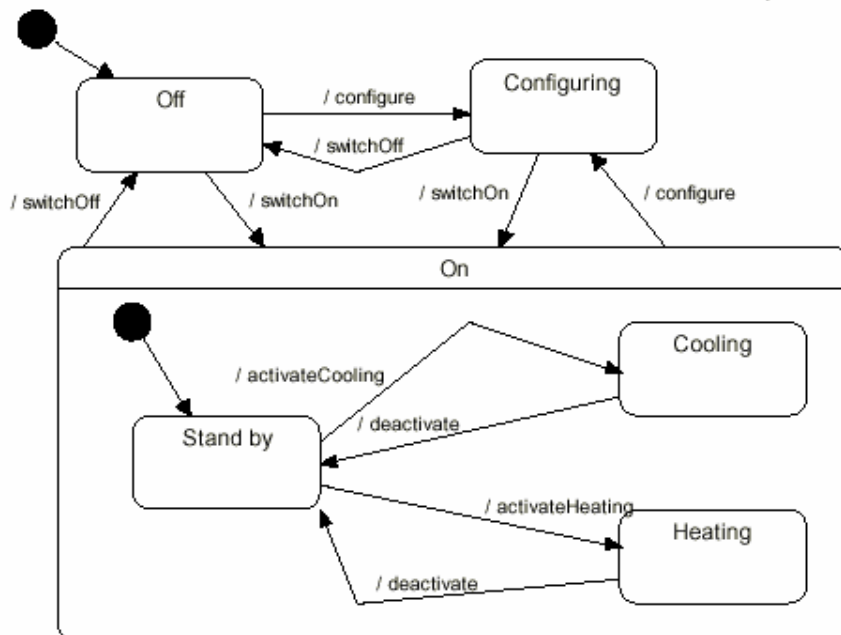 Off
Configuring
/ configure
/ switchOff
/ switchOff
/ switchOn
/ switchOn
/ configure
On
Cooling
/ activateCooling
/ deactivate
Stand by
/ activateHeating
Heating
/ deactivate